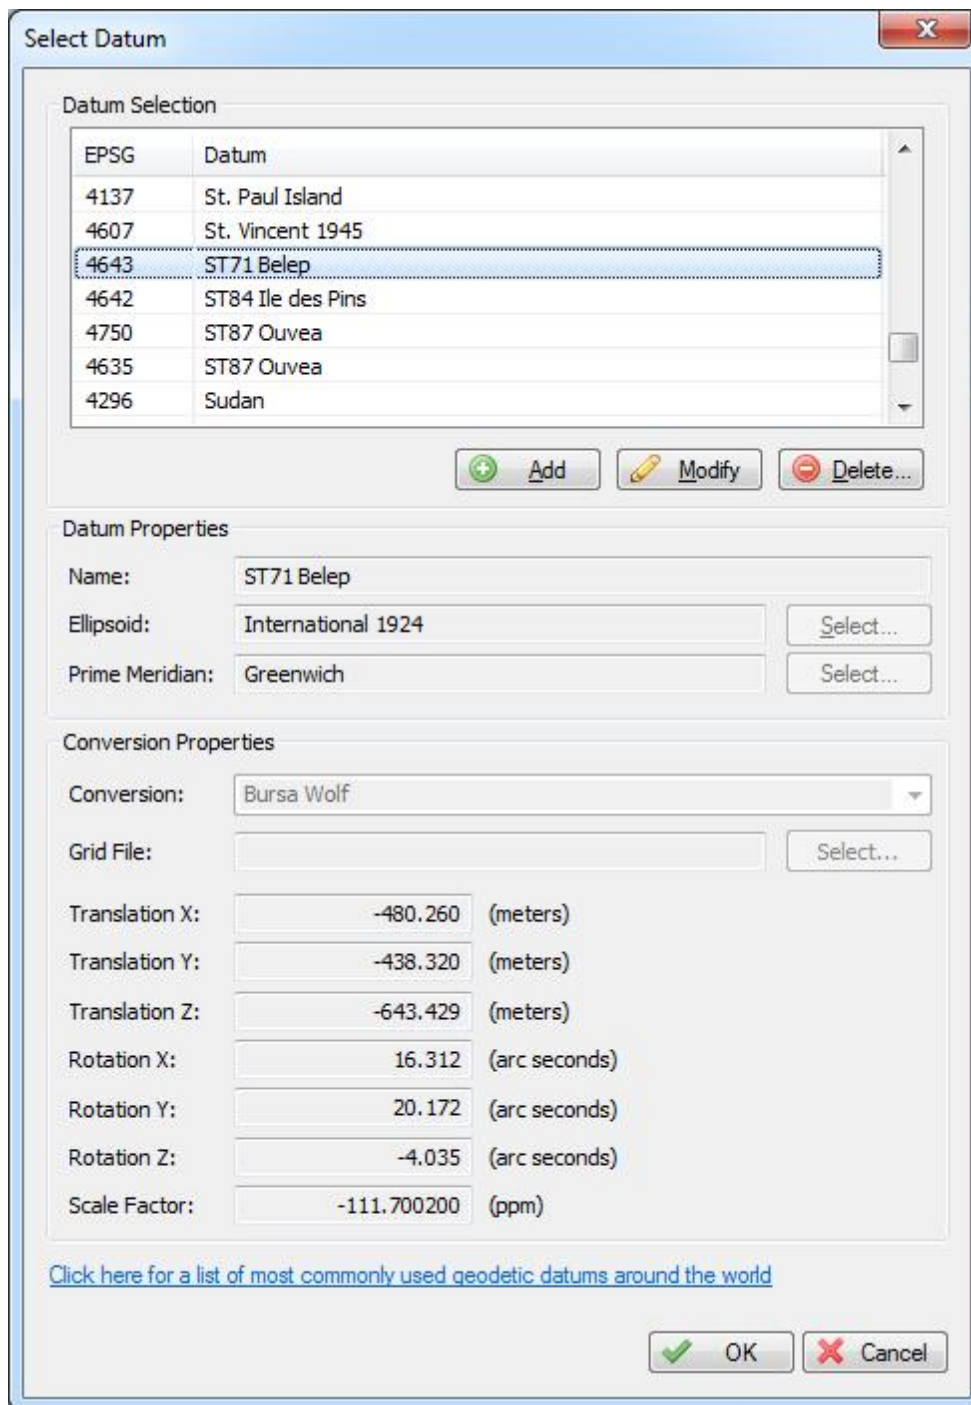 Select Datum
Datum Selection
EPSG Datum
4137 St. Paul Island
4607 St. Vincent 1945
4643 ST71 Belep
4642 ST84 Ile des Pins
4750 ST87 Ouvea
4635 ST87 Ouvea
4296 Sudan
Add Modify Delete...
Datum Properties
Name: ST71 Belep
Ellipsoid: International 1924 Select...
Prime Meridian: Greenwich Select...
Conversion Properties
Conversion: Bursa Wolf
Grid File: Select...
Translation X: -480.260 (meters)
Translation Y: -438.320 (meters)
Translation Z: -643.429 (meters)
Rotation X: 16.312 (arc seconds)
Rotation Y: 20.172 (arc seconds)
Rotation Z: -4.035 (arc seconds)
Scale Factor: -111.700200 (ppm)
Click here for a list of most commonly used geodetic datums around the world
OK Cancel